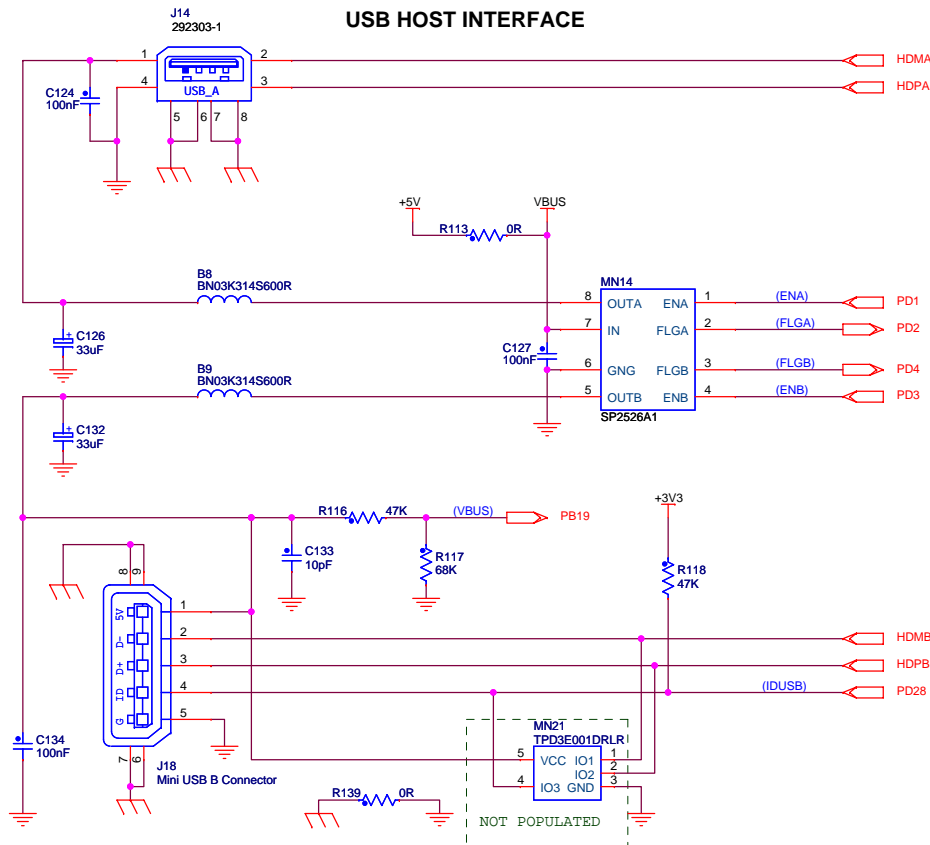 USB HOST INTERFACE
J14
292303-1
1
2
HDMA
4
3
HDPA
USB_A
C124
100nF
5
6
7
8
+5V
VBUS
R113
0R
B8
BN03K314S600R
MN14
8
OUTA
ENA
1
(ENA)
PD1
7
IN
FLGA
2
(FLGA)
PD2
C126
33uF
C127
100nF
6
GNG
FLGB
3
(FLGB)
PD4
B9
BN03K314S600R
5
OUTB
ENB
4
(ENB)
PD3
SP2526A1
C132
33uF
+3V3
R116
47K
(VBUS)
PB19
C133
10pF
R117
68K
R118
47K
8
9
5V
1
D-
2
HDMB
D+
3
HDPB
ID
4
(IDUSB)
PD28
G
5
7
6
C134
100nF
J18
Mini USB B Connector
MN21
TPD3E001DRLR
5
VCC
IO1
1
IO2
2
4
IO3
GND
3
R139
0R
NOT POPULATED